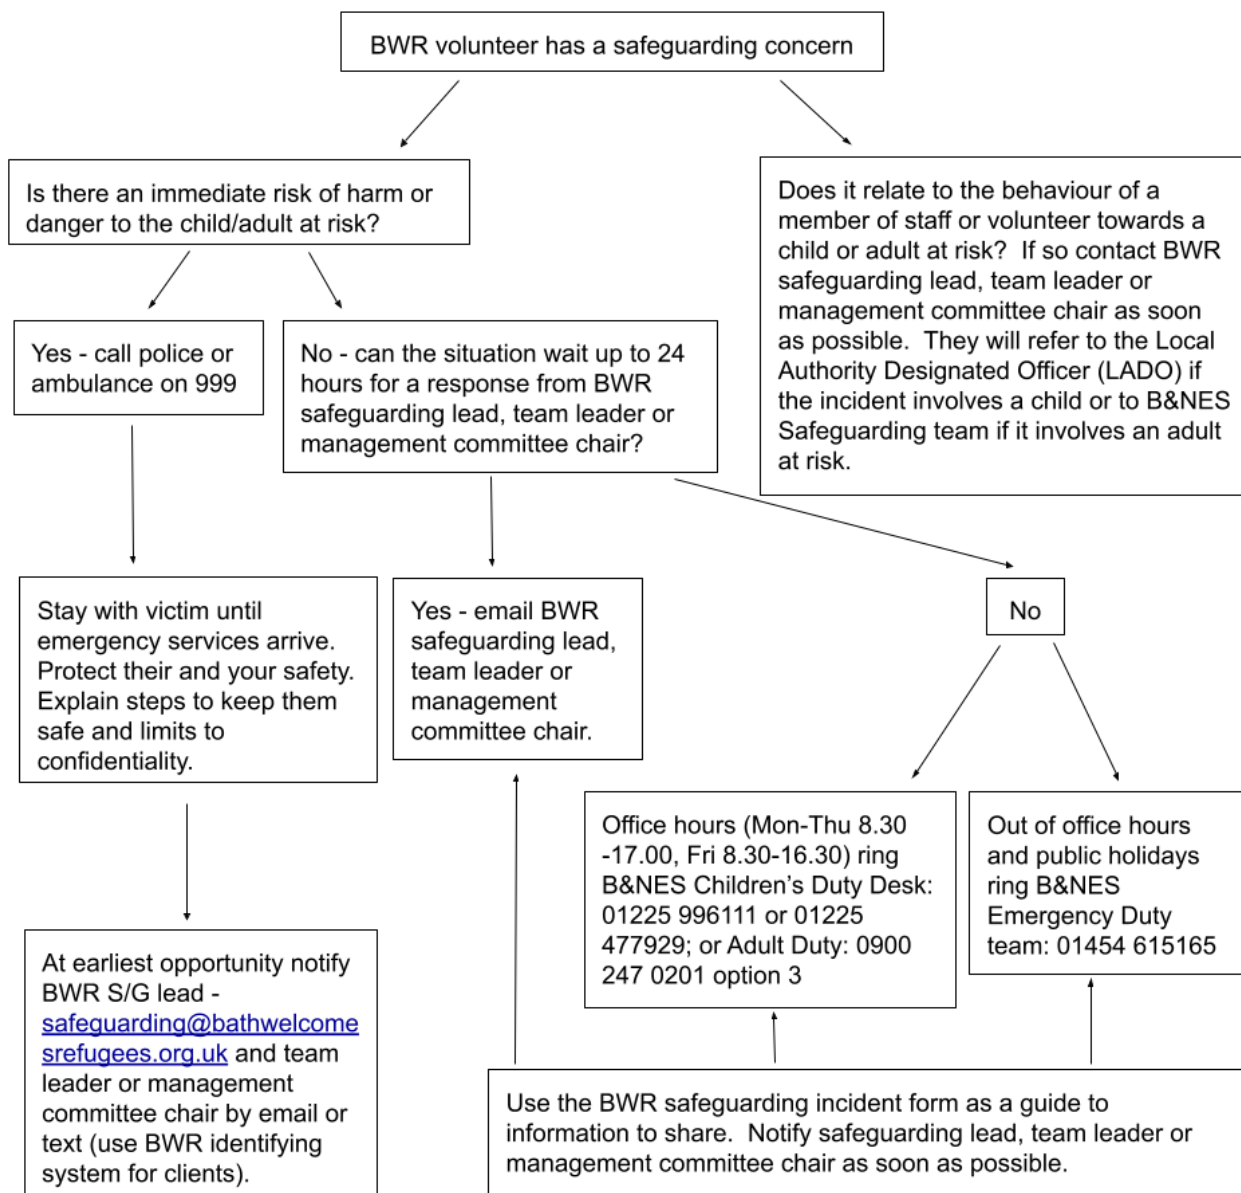 BWR volunteer has a safeguarding concern
Is there an immediate risk of harm or
danger to the child/adult at risk?
Does it relate to the behaviour of a
member of staff or volunteer towards a
child or adult at risk?  If so contact BWR
safeguarding lead, team leader or
management committee chair as soon
as possible.  They will refer to the Local
Authority Designated Officer (LADO) if
the incident involves a child or to B&NES
Safeguarding team if it involves an adult
at risk.
Yes - call police or
ambulance on 999
No - can the situation wait up to 24
hours for a response from BWR
safeguarding lead, team leader or
management committee chair?
Stay with victim until
emergency services arrive.
Protect their and your safety.
Explain steps to keep them
safe and limits to
confidentiality.
Yes - email BWR
safeguarding lead,
team leader or
management
committee chair.
No
Office hours (Mon-Thu 8.30
-17.00, Fri 8.30-16.30) ring
B&NES Children’s Duty Desk:
01225 996111 or 01225
477929; or Adult Duty: 0900
247 0201 option 3
Out of office hours
and public holidays
ring B&NES
Emergency Duty
team: 01454 615165
At earliest opportunity notify
BWR S/G lead -
safeguarding@bathwelcome
srefugees.org.uk and team
leader or management
committee chair by email or
text (use BWR identifying
system for clients).
Use the BWR safeguarding incident form as a guide to
information to share.  Notify safeguarding lead, team leader or
management committee chair as soon as possible.